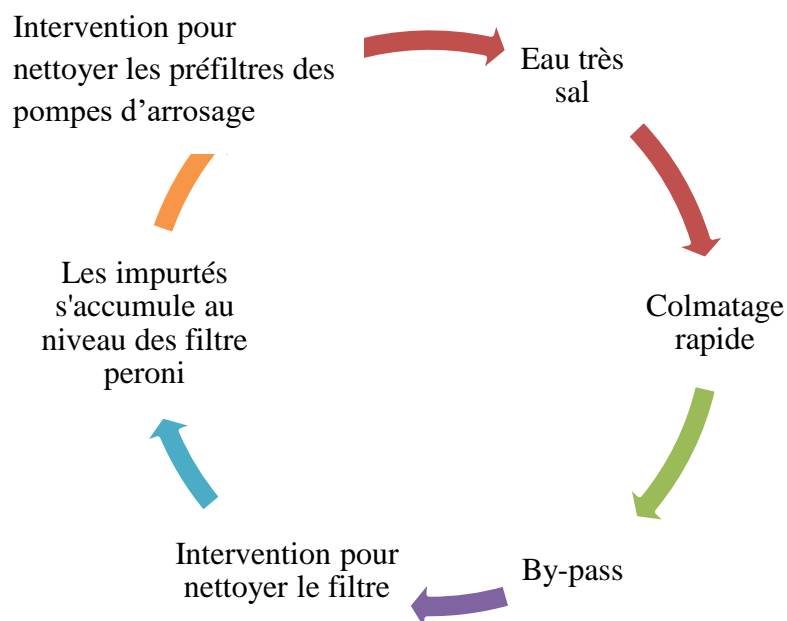 Intervention pour
nettoyer les préfiltres des
pompes d’arrosage
Eau très
sal
Colmatage
rapide
By-pass
Intervention pour
nettoyer le filtre
Les impurtés
s'accumule au
niveau des filtre
peroni